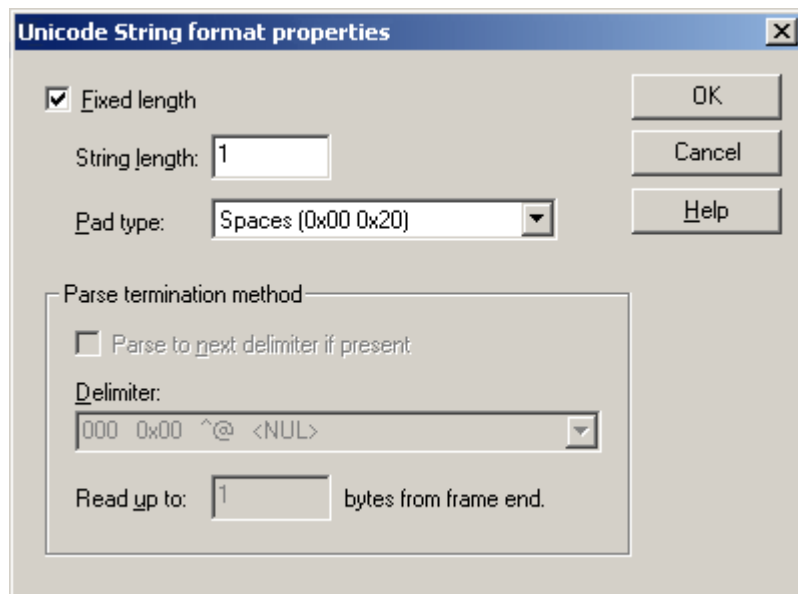 Unicode String format properties
Fixed length
OK
String length: 1
Cancel
Pad type: Spaces (0x00 0x20)
Help
Parse termination method
Parse to next delimiter if present
Delimiter:
000 0x00 ^@ <NUL>
Read up to: 1 bytes from frame end.